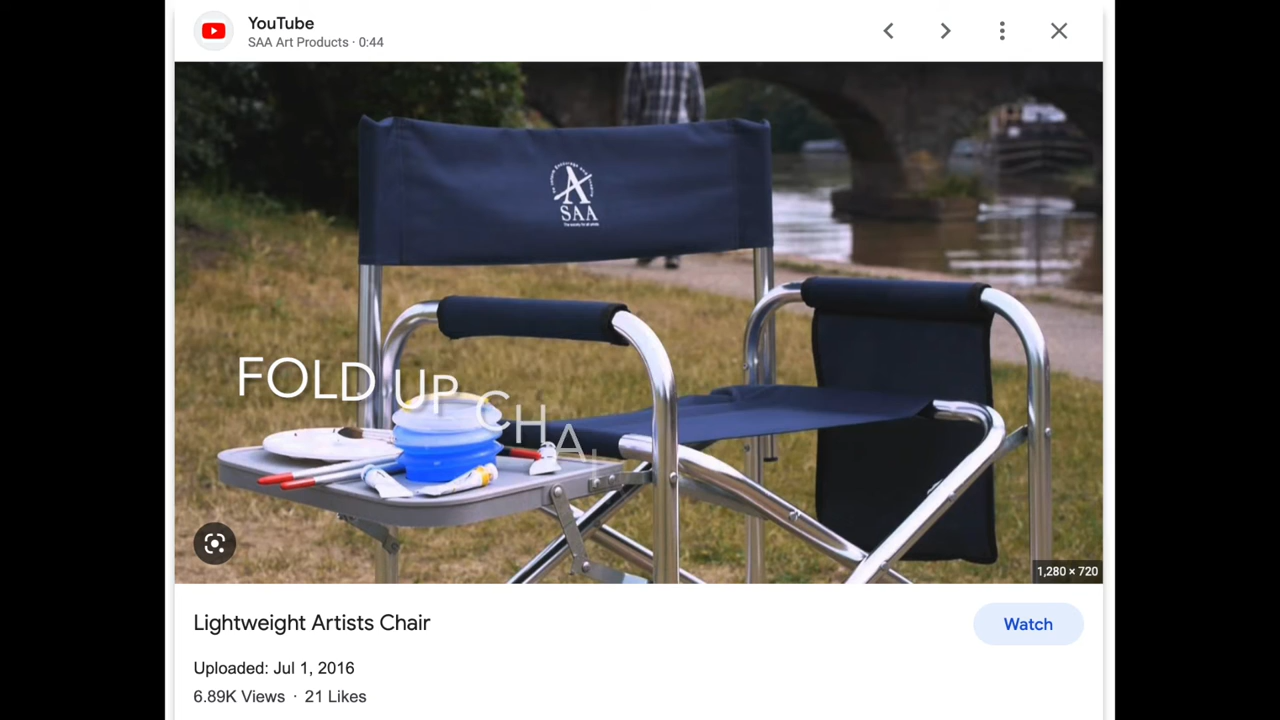 YouTube
SAA Art Products · 0:44
A
SAA
FOLD UP CHAI
1,280 × 720
Lightweight Artists Chair
Watch
Uploaded: Jul 1, 2016
6.89K Views · 21 Likes